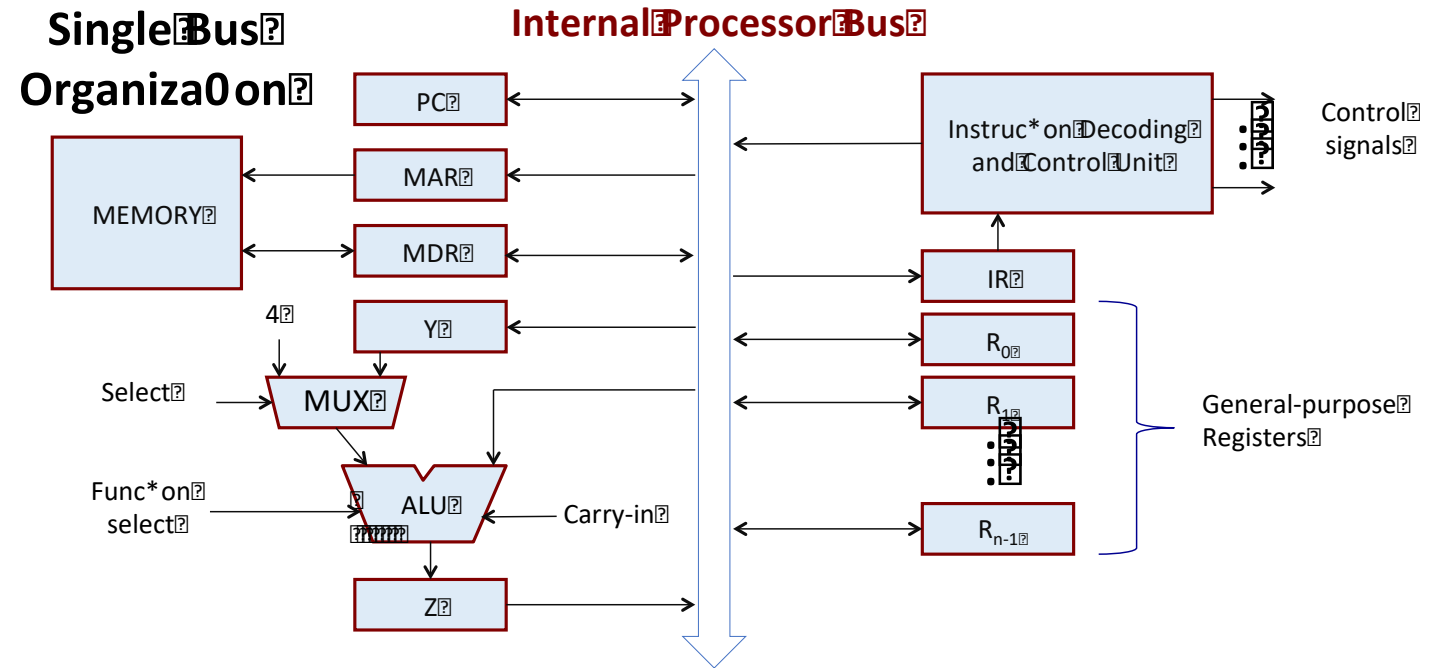 Single⍰Bus⍰
Organiza0on⍰
Internal⍰Processor⍰Bus⍰
PC⍰
MAR⍰
MEMORY⍰
MDR⍰
4⍰
Y⍰
Select⍰
MUX⍰
Func*on⍰
select⍰
ALU⍰
Carry-in⍰
Z⍰
Instruc*on⍰Decoding⍰
and⍰Control⍰Unit⍰
Control⍰
signals⍰
IR⍰
R0⍰
R1⍰
Rn-1⍰
General-purpose⍰
Registers⍰